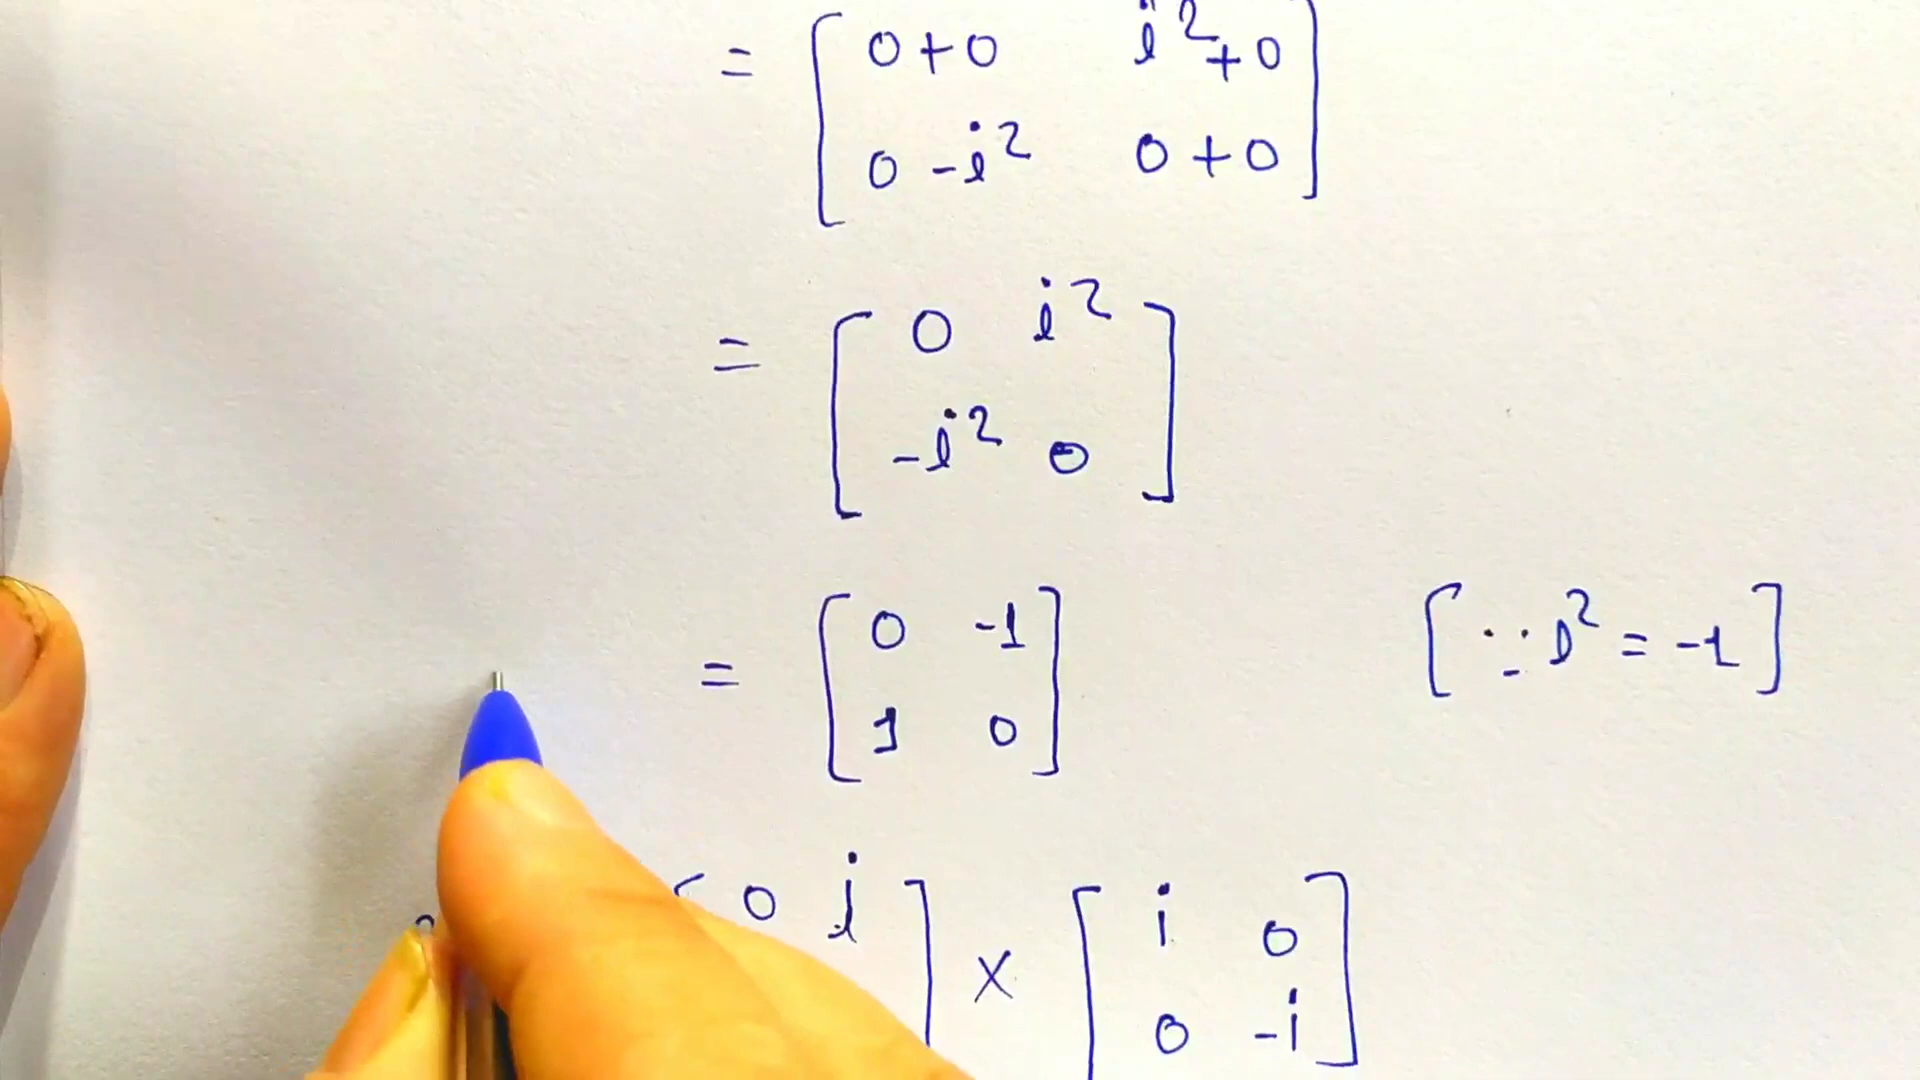 = [ 0+0 i²+0
0 -i² 0+0 ]
= [ 0 i²
-i² 0 ]
= [ 0 -1
1 0 ] [∵ i² = -1]
[ 0 i ] × [ i 0
0 -i ]